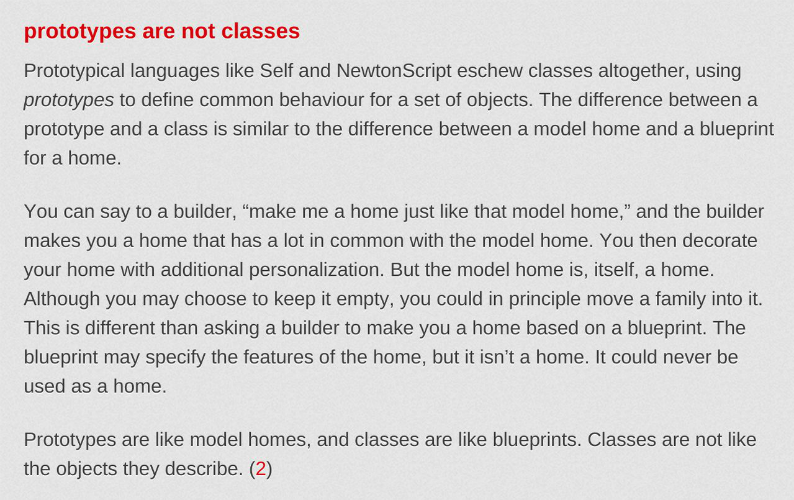 prototypes are not classes
Prototypical languages like Self and NewtonScript eschew classes altogether, using
prototypes to define common behaviour for a set of objects. The difference between a
prototype and a class is similar to the difference between a model home and a blueprint
for a home.
You can say to a builder, “make me a home just like that model home,” and the builder
makes you a home that has a lot in common with the model home. You then decorate
your home with additional personalization. But the model home is, itself, a home.
Although you may choose to keep it empty, you could in principle move a family into it.
This is different than asking a builder to make you a home based on a blueprint. The
blueprint may specify the features of the home, but it isn’t a home. It could never be
used as a home.
Prototypes are like model homes, and classes are like blueprints. Classes are not like
the objects they describe. (2)